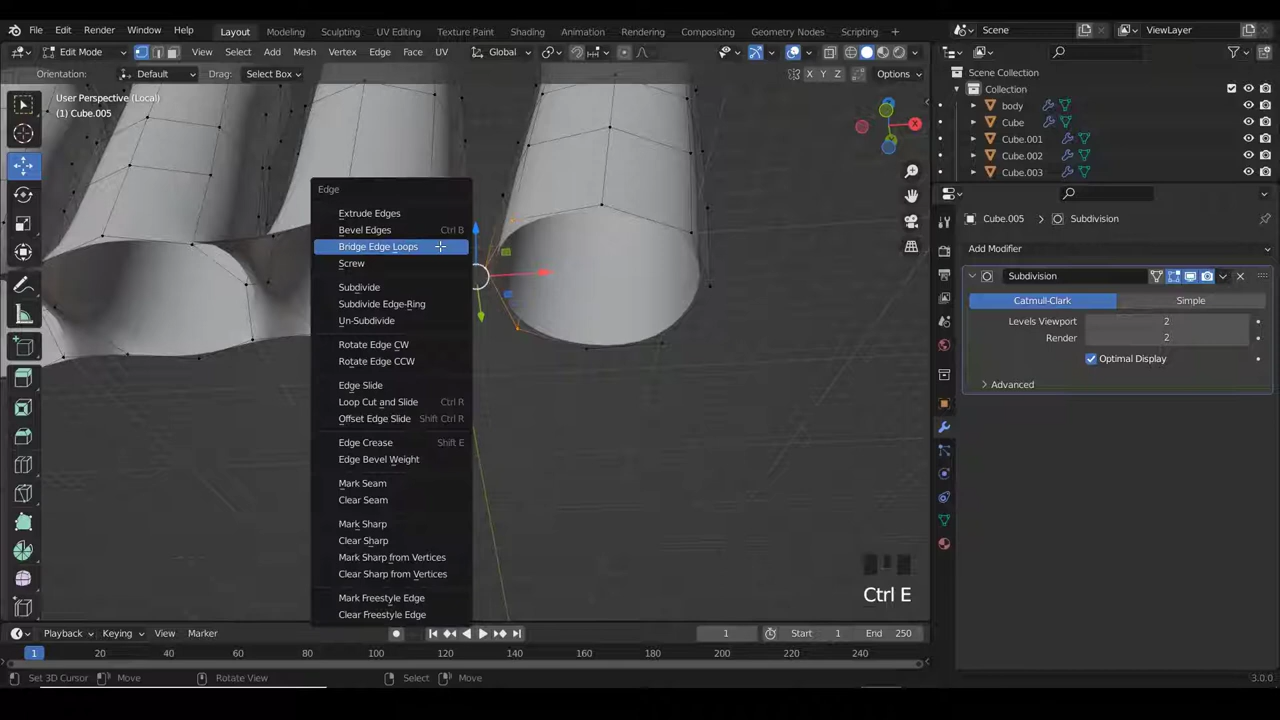 File Edit Render Window Help Layout Modeling Sculpting UV Editing Texture Paint Shading Animation Rendering Compositing Geometry Nodes Scripting + Scene ViewLayer
Edit Mode View Select Add Mesh Vertex Edge Face UV Global
Orientation: Default Drag: Select Box X Y Z Options
User Perspective (Local)
(1) Cube.005
X
Edge
Extrude Edges
Bevel Edges Ctrl B
Bridge Edge Loops
Screw
Subdivide
Subdivide Edge-Ring
Un-Subdivide
Rotate Edge CW
Rotate Edge CCW
Edge Slide
Loop Cut and Slide Ctrl R
Offset Edge Slide Shift Ctrl R
Edge Crease Shift E
Edge Bevel Weight
Mark Seam
Clear Seam
Mark Sharp
Clear Sharp
Mark Sharp from Vertices
Clear Sharp from Vertices
Mark Freestyle Edge
Clear Freestyle Edge
Ctrl E
Scene Collection
Collection
body
Cube
Cube.001
Cube.002
Cube.003
Cube.005 Subdivision
Add Modifier
Subdivision
Catmull-Clark Simple
Levels Viewport 2
Render 2
Optimal Display
Advanced
Playback Keying View Marker 1 Start 1 End 250
1 20 40 60 80 100 120 140 160 180 200 220 240
Set 3D Cursor Move Rotate View Select Move 3.0.0